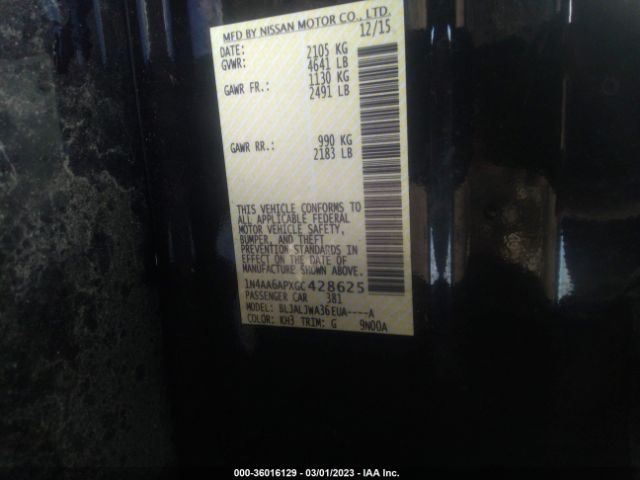 MFD BY NISSAN MOTOR CO., LTD.
DATE: 12/15
GVWR: 2105 KG
4641 LB
GAWR FR.: 1130 KG
2491 LB
GAWR RR.: 990 KG
2183 LB
THIS VEHICLE CONFORMS TO
ALL APPLICABLE FEDERAL
MOTOR VEHICLE SAFETY,
BUMPER, AND THEFT
PREVENTION STANDARDS IN
EFFECT ON THE DATE OF
MANUFACTURE SHOWN ABOVE.
1N4AA6APXGC428625
PASSENGER CAR 381
MODEL: BLJALJWA36EUA----A
COLOR: KH3 TRIM: G 9N00A
000-36016129 - 03/01/2023 - IAA Inc.